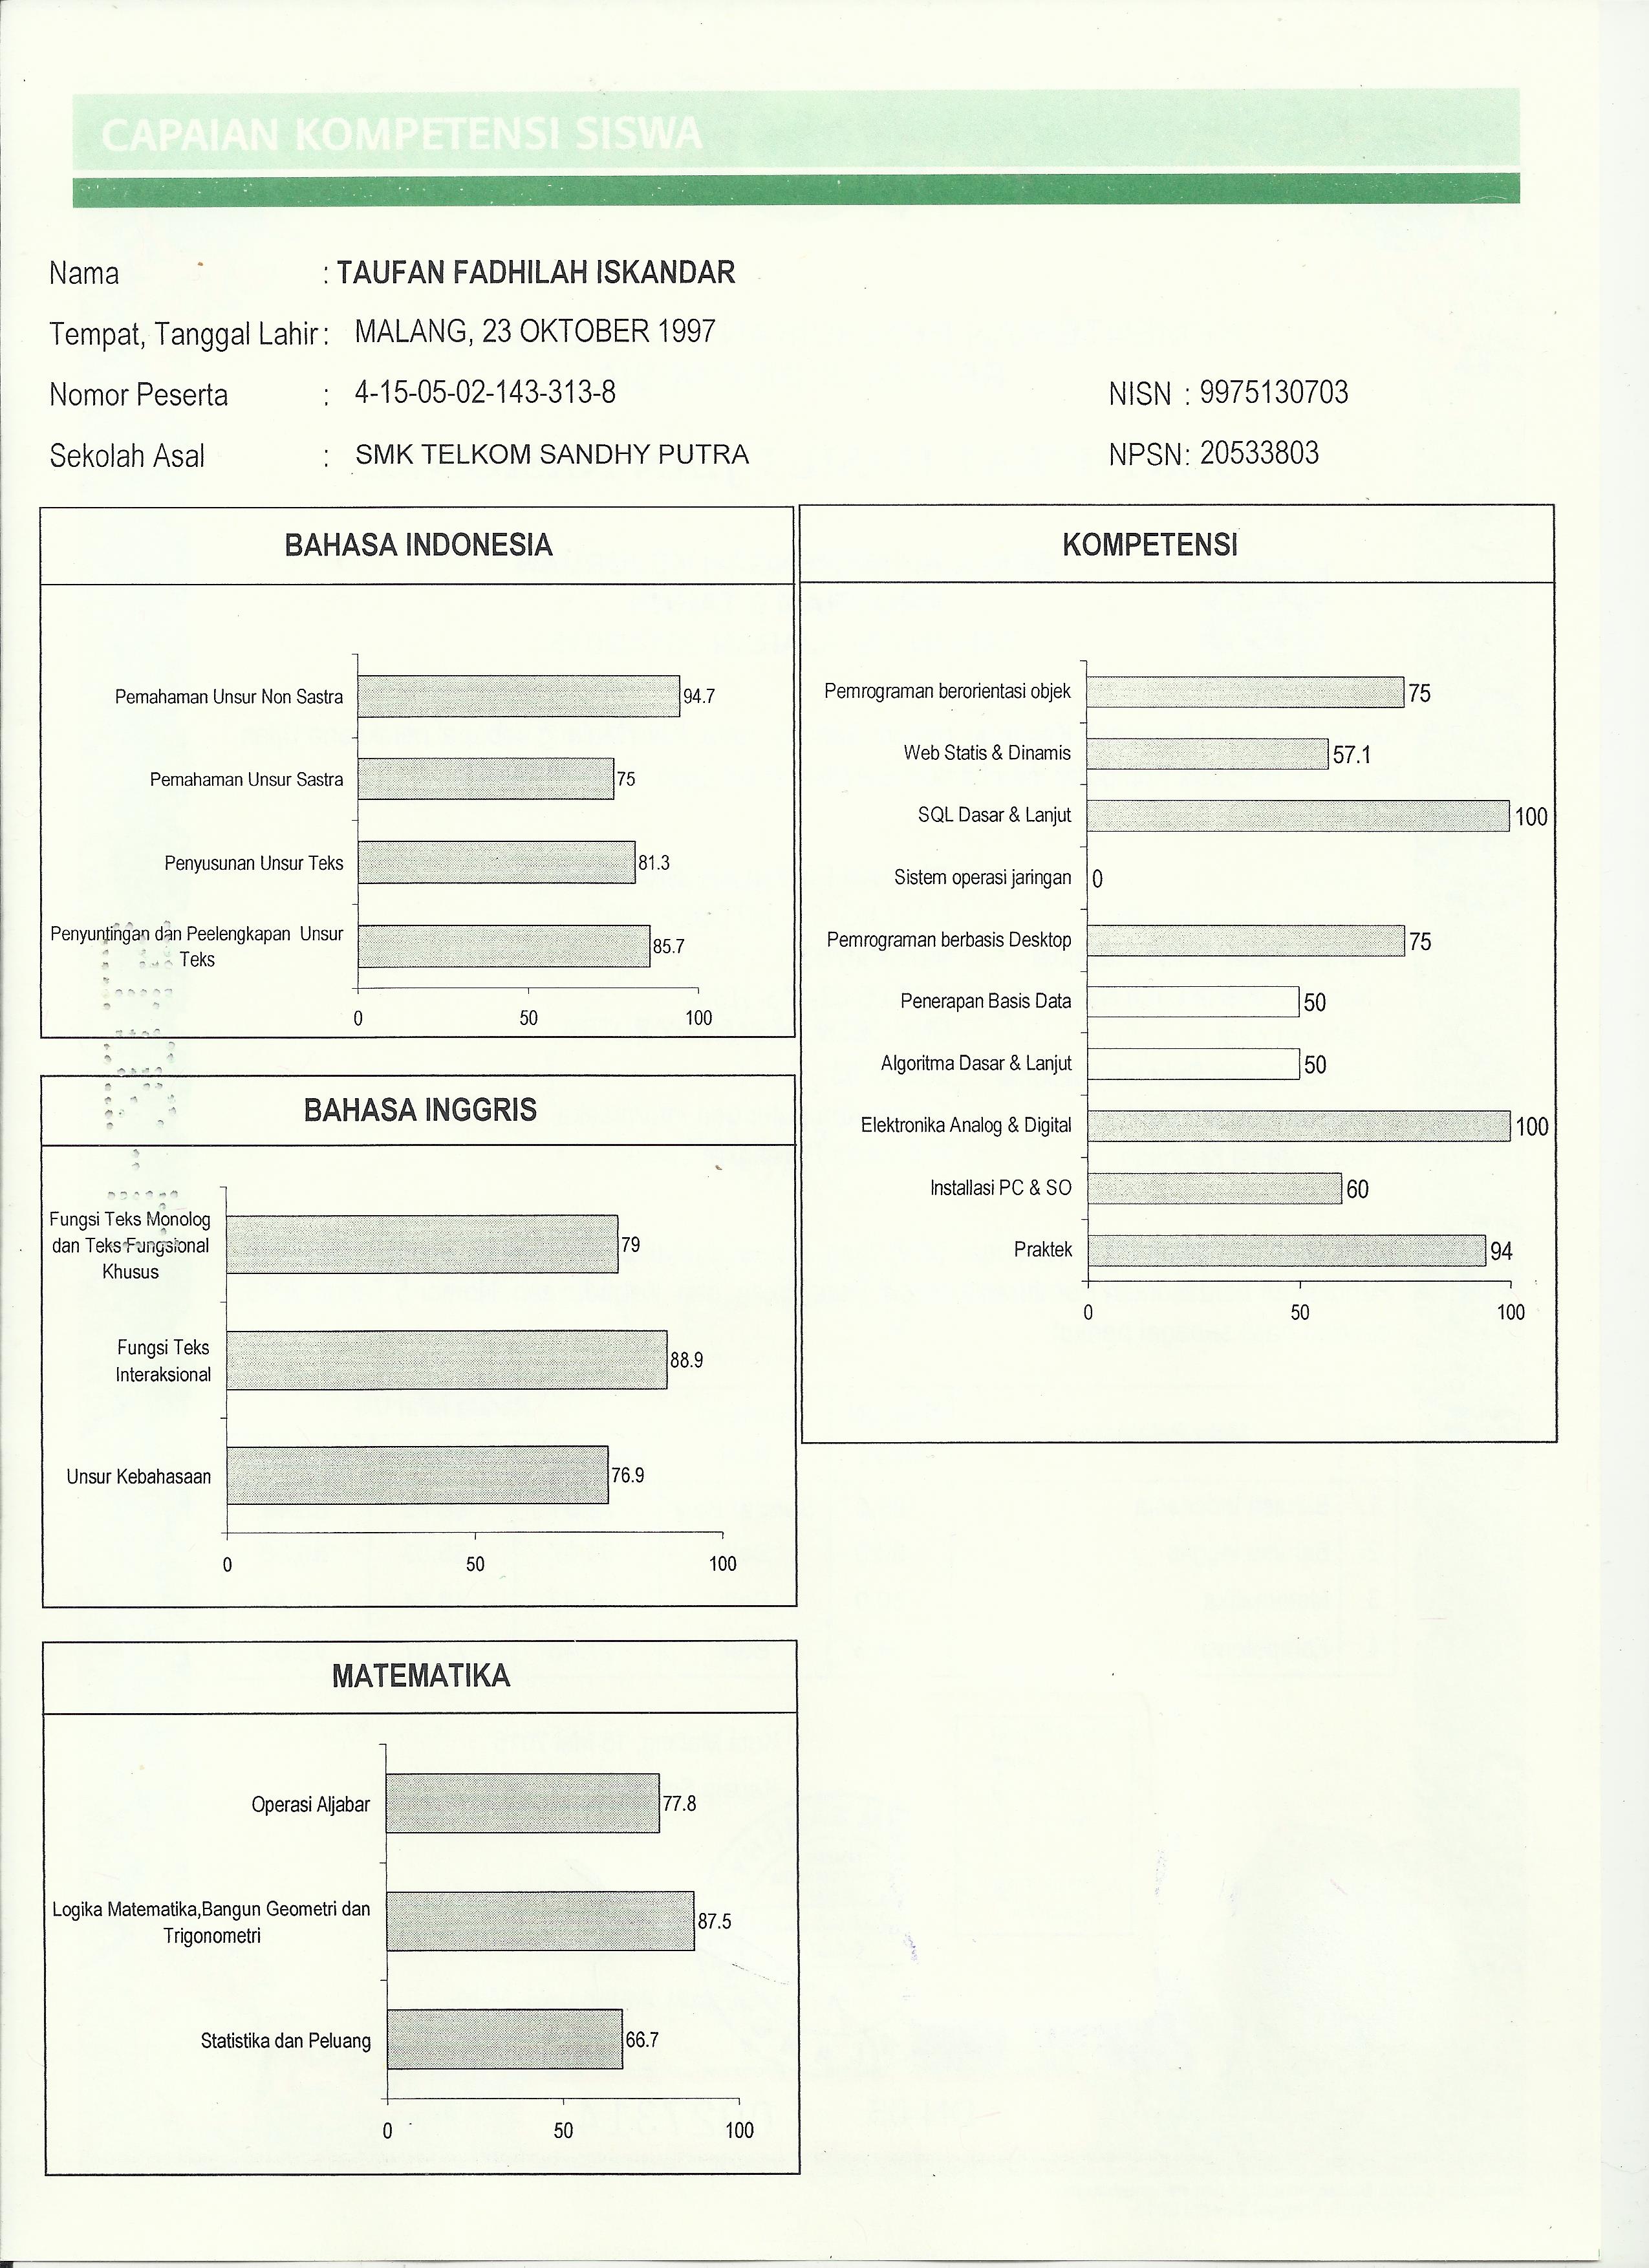 CAPAIAN KOMPETENSI SISWA
Nama : TAUFAN FADHILAH ISKANDAR
Tempat, Tanggal Lahir : MALANG, 23 OKTOBER 1997
Nomor Peserta : 4-15-05-02-143-313-8 NISN : 9975130703
Sekolah Asal : SMK TELKOM SANDHY PUTRA NPSN : 20533803
BAHASA INDONESIA
Pemahaman Unsur Non Sastra 94.7
Pemahaman Unsur Sastra 75
Penyusunan Unsur Teks 81.3
Penyuntingan dan Peelengkapan Unsur
Teks 85.7
0 50 100
BAHASA INGGRIS
Fungsi Teks Monolog
dan Teks Fungsional 79
Khusus
Fungsi Teks
Interaksional 88.9
Unsur Kebahasaan 76.9
0 50 100
MATEMATIKA
Operasi Aljabar 77.8
Logika Matematika,Bangun Geometri dan
Trigonometri 87.5
Statistika dan Peluang 66.7
0 50 100
KOMPETENSI
Pemrograman berorientasi objek 75
Web Statis & Dinamis 57.1
SQL Dasar & Lanjut 100
Sistem operasi jaringan 0
Pemrograman berbasis Desktop 75
Penerapan Basis Data 50
Algoritma Dasar & Lanjut 50
Elektronika Analog & Digital 100
Installasi PC & SO 60
Praktek 94
0 50 100